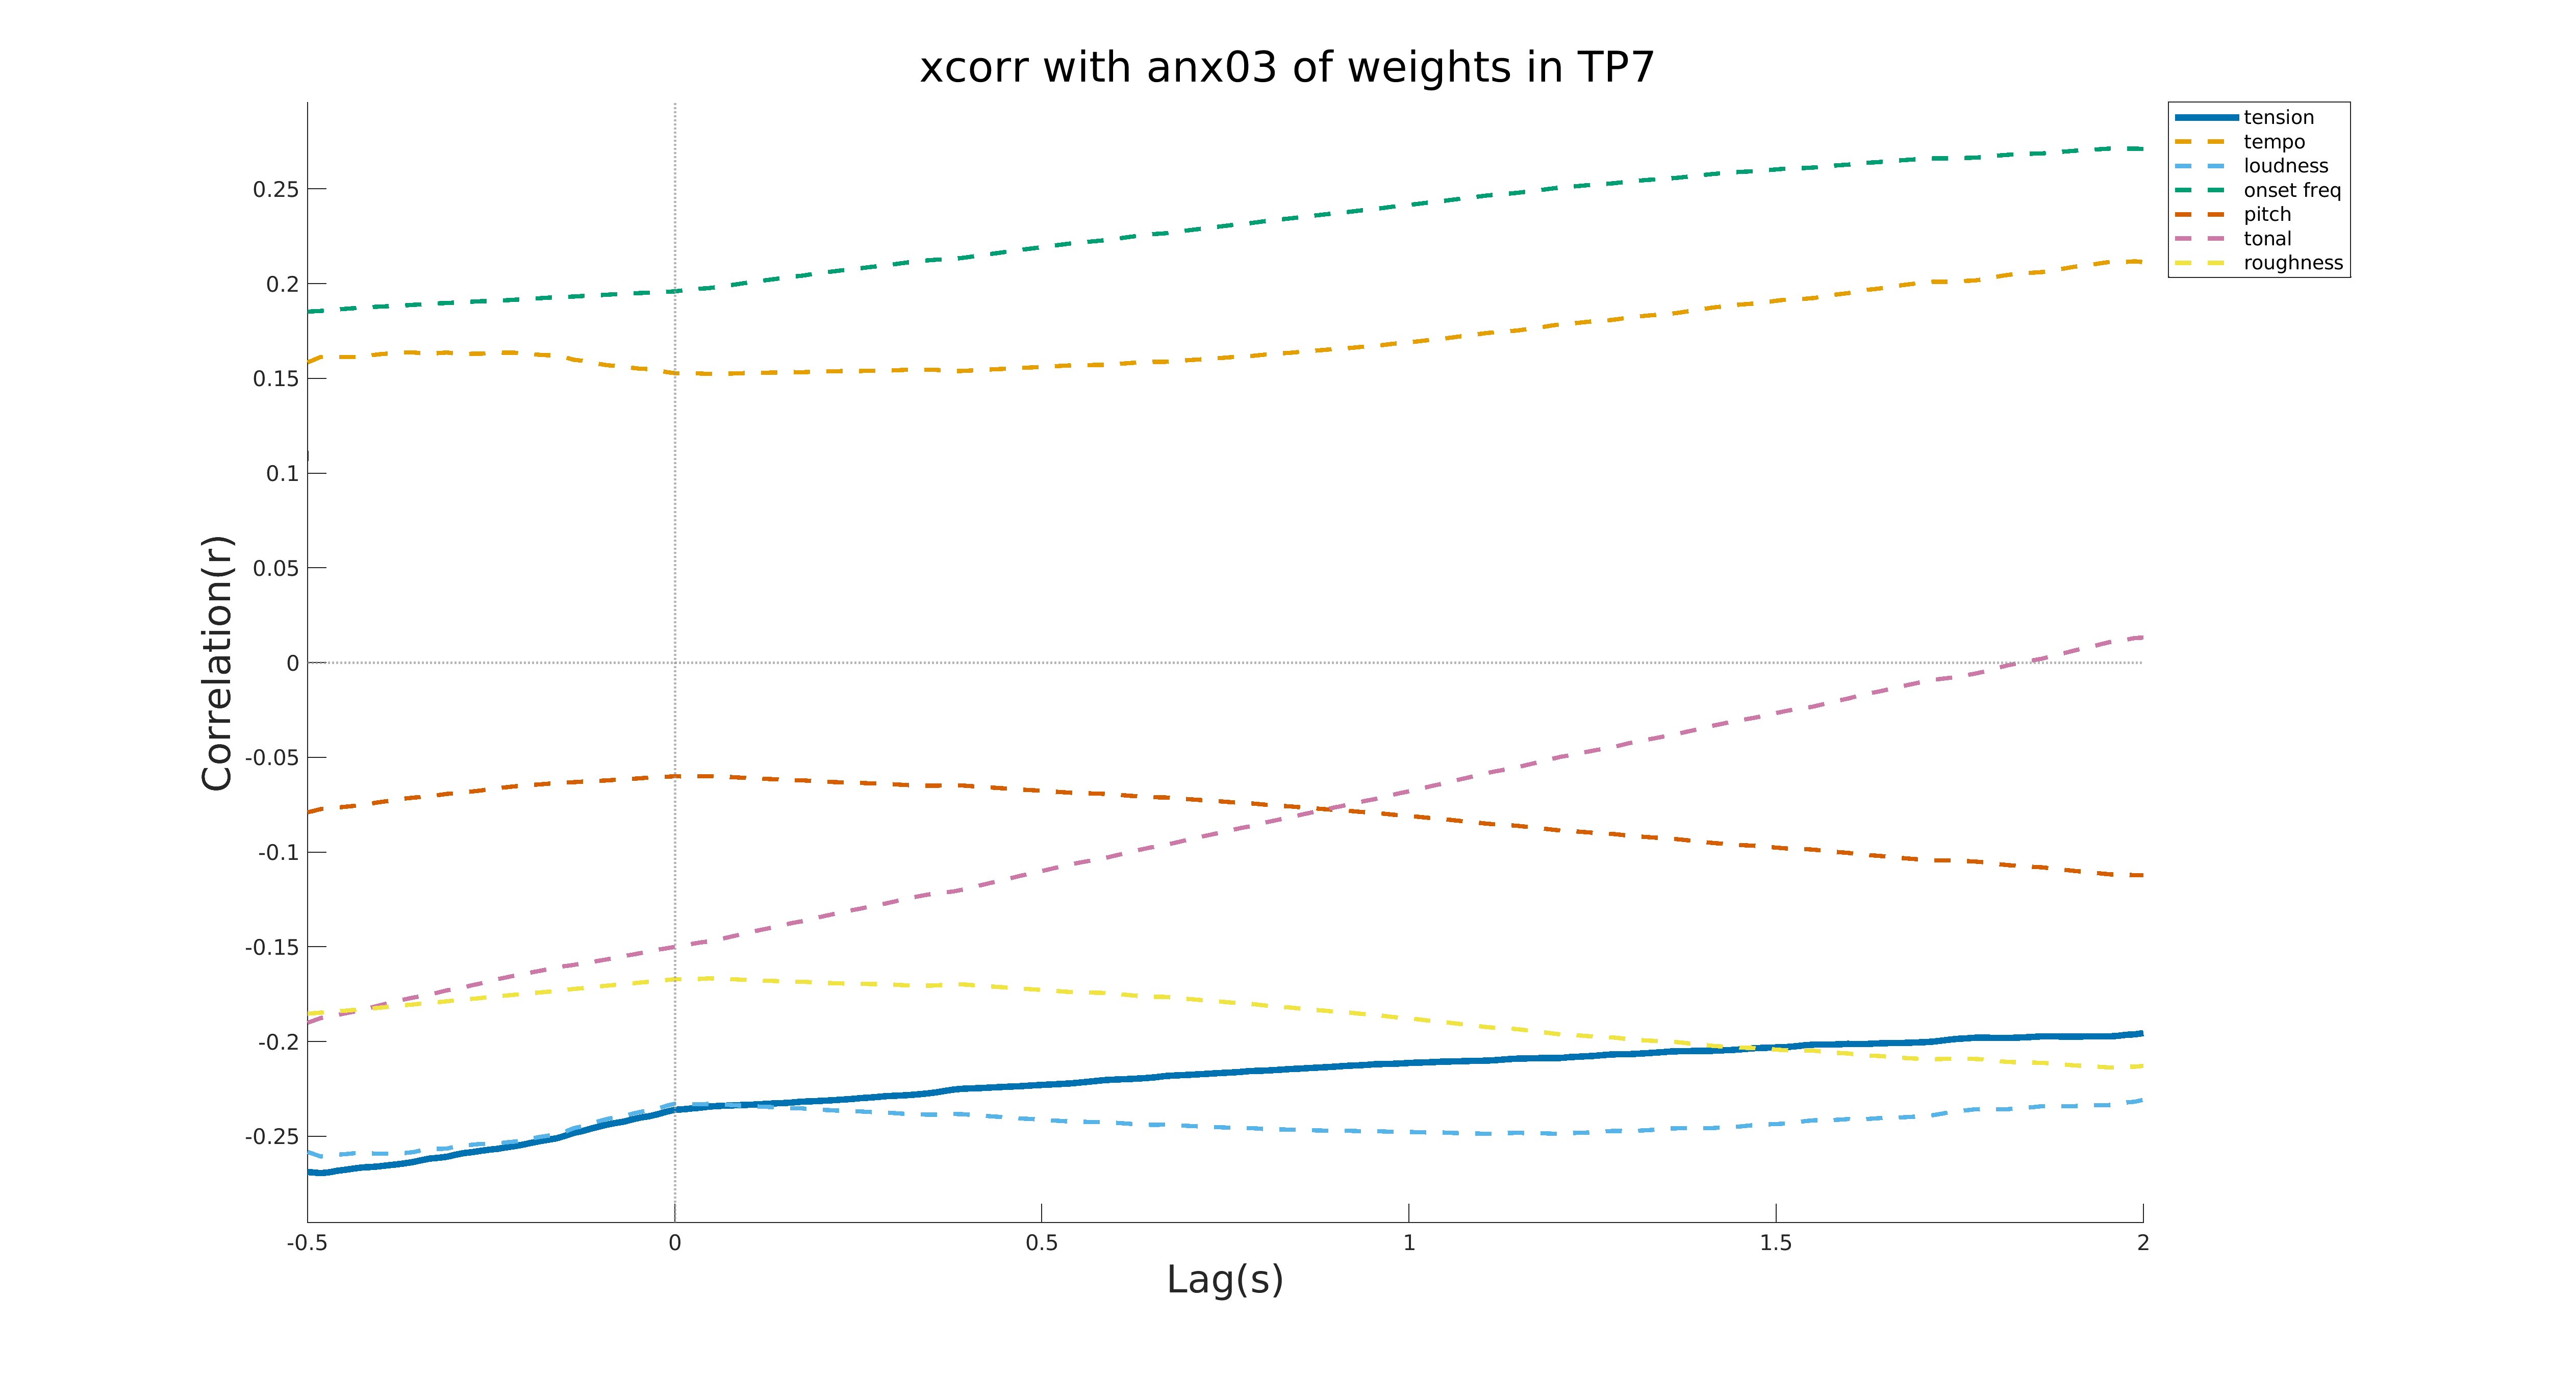 xcorr with anx03 of weights in TP7
tension
tempo
loudness
onset freq
pitch
tonal
roughness
Correlation(r)
0.25
0.2
0.15
0.1
0.05
0
-0.05
-0.1
-0.15
-0.2
-0.25
-0.5 0 0.5 1 1.5 2
Lag(s)